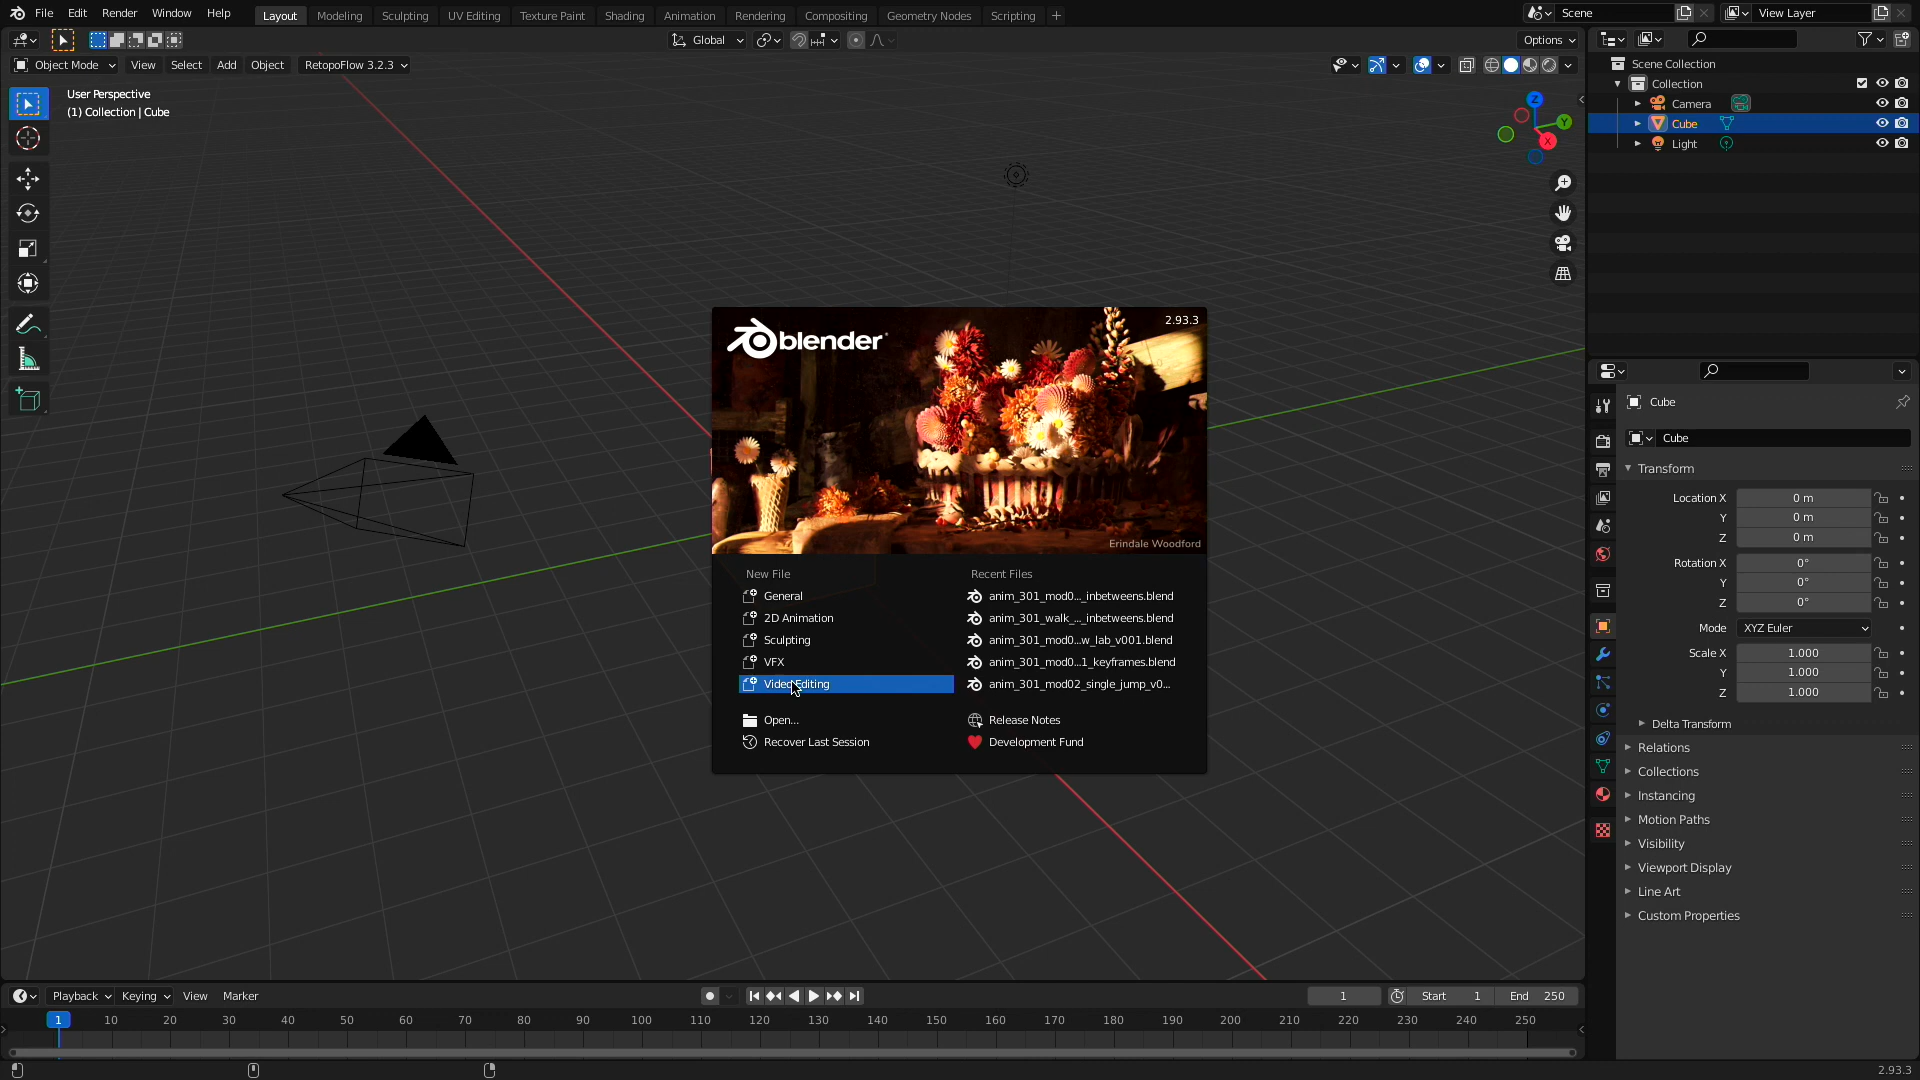 File Edit Render Window Help Layout Modeling Sculpting UV Editing Texture Paint Shading Animation Rendering Compositing Geometry Nodes Scripting Scene View Layer
Global Options
Object Mode View Select Add Object RetopoFlow 3.2.3
User Perspective
(1) Collection | Cube
Z
Y
X
Scene Collection
Collection
Camera
Cube
Light
blender
2.93.3
Erindale Woodford
New File
General
2D Animation
Sculpting
VFX
Video Editing
Open...
Recover Last Session
Recent Files
anim_301_mod0..._inbetweens.blend
anim_301_walk_..._inbetweens.blend
anim_301_mod0...w_lab_v001.blend
anim_301_mod0...1_keyframes.blend
anim_301_mod02_single_jump_v0...
Release Notes
Development Fund
Cube
Cube
Transform
Location X 0 m
Y 0 m
Z 0 m
Rotation X 0°
Y 0°
Z 0°
Mode XYZ Euler
Scale X 1.000
Y 1.000
Z 1.000
Delta Transform
Relations
Collections
Instancing
Motion Paths
Visibility
Viewport Display
Line Art
Custom Properties
Playback Keying View Marker 1 Start 1 End 250
1 10 20 30 40 50 60 70 80 90 100 110 120 130 140 150 160 170 180 190 200 210 220 230 240 250
2.93.3